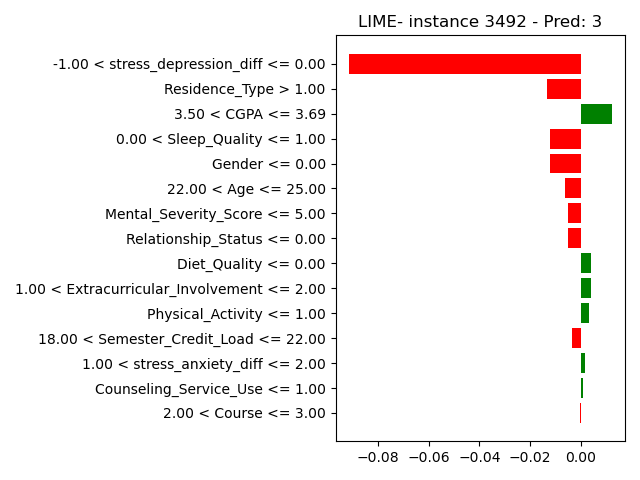 LIME- instance 3492 - Pred: 3
-1.00 < stress_depression_diff <= 0.00
Residence_Type > 1.00
3.50 < CGPA <= 3.69
0.00 < Sleep_Quality <= 1.00
Gender <= 0.00
22.00 < Age <= 25.00
Mental_Severity_Score <= 5.00
Relationship_Status <= 0.00
Diet_Quality <= 0.00
1.00 < Extracurricular_Involvement <= 2.00
Physical_Activity <= 1.00
18.00 < Semester_Credit_Load <= 22.00
1.00 < stress_anxiety_diff <= 2.00
Counseling_Service_Use <= 1.00
2.00 < Course <= 3.00
−0.08 −0.06 −0.04 −0.02 0.00